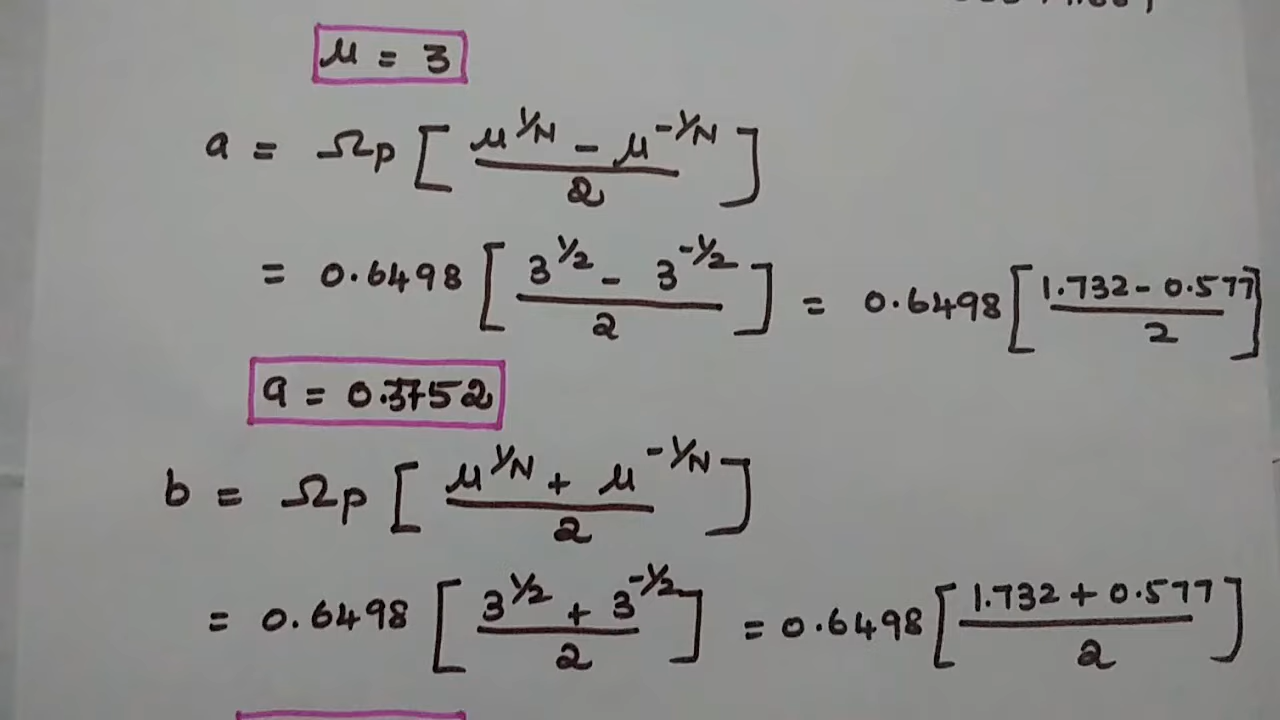 μ = 3
a = Ωp [ (μ^1/N - μ^-1/N) / 2 ]
= 0.6498 [ (3^1/2 - 3^-1/2) / 2 ] = 0.6498 [ (1.732 - 0.577) / 2 ]
a = 0.3752
b = Ωp [ (μ^1/N + μ^-1/N) / 2 ]
= 0.6498 [ (3^1/2 + 3^-1/2) / 2 ] = 0.6498 [ (1.732 + 0.577) / 2 ]